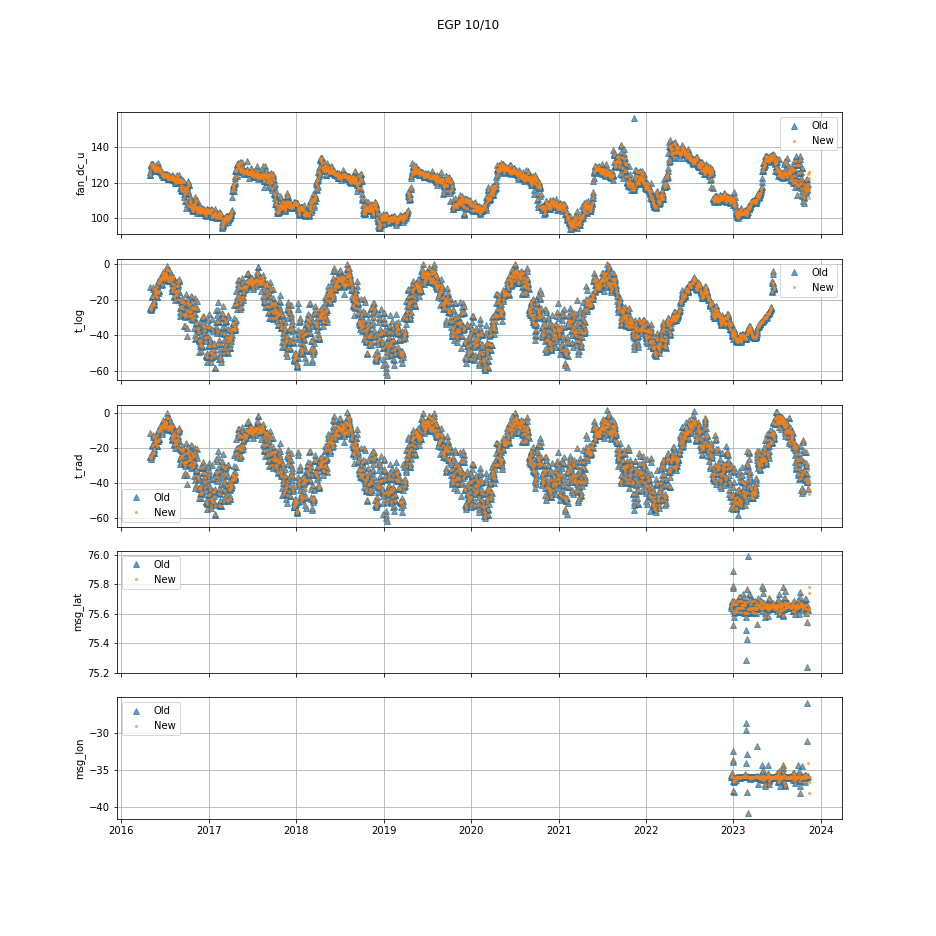 EGP 10/10
fan_dc_u
140
120
100
Old
New
t_log
0
−20
−40
−60
Old
New
t_rad
0
−20
−40
−60
Old
New
msg_lat
76.0
75.8
75.6
75.4
75.2
Old
New
msg_lon
−30
−35
−40
Old
New
2016 2017 2018 2019 2020 2021 2022 2023 2024